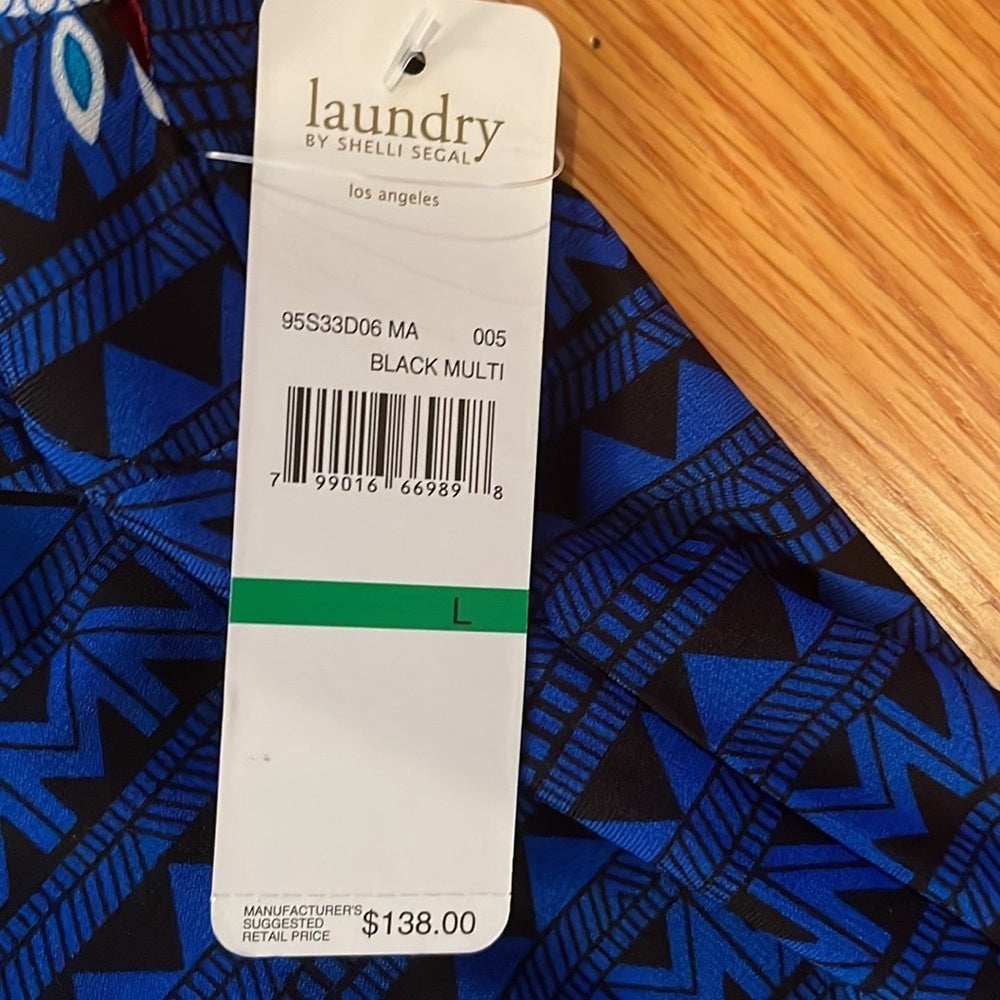 laundry
BY SHELLI SEGAL
los angeles
95S33D06 MA 005
BLACK MULTI
7 99016 66989 8
L
MANUFACTURER'S
SUGGESTED
RETAIL PRICE $138.00